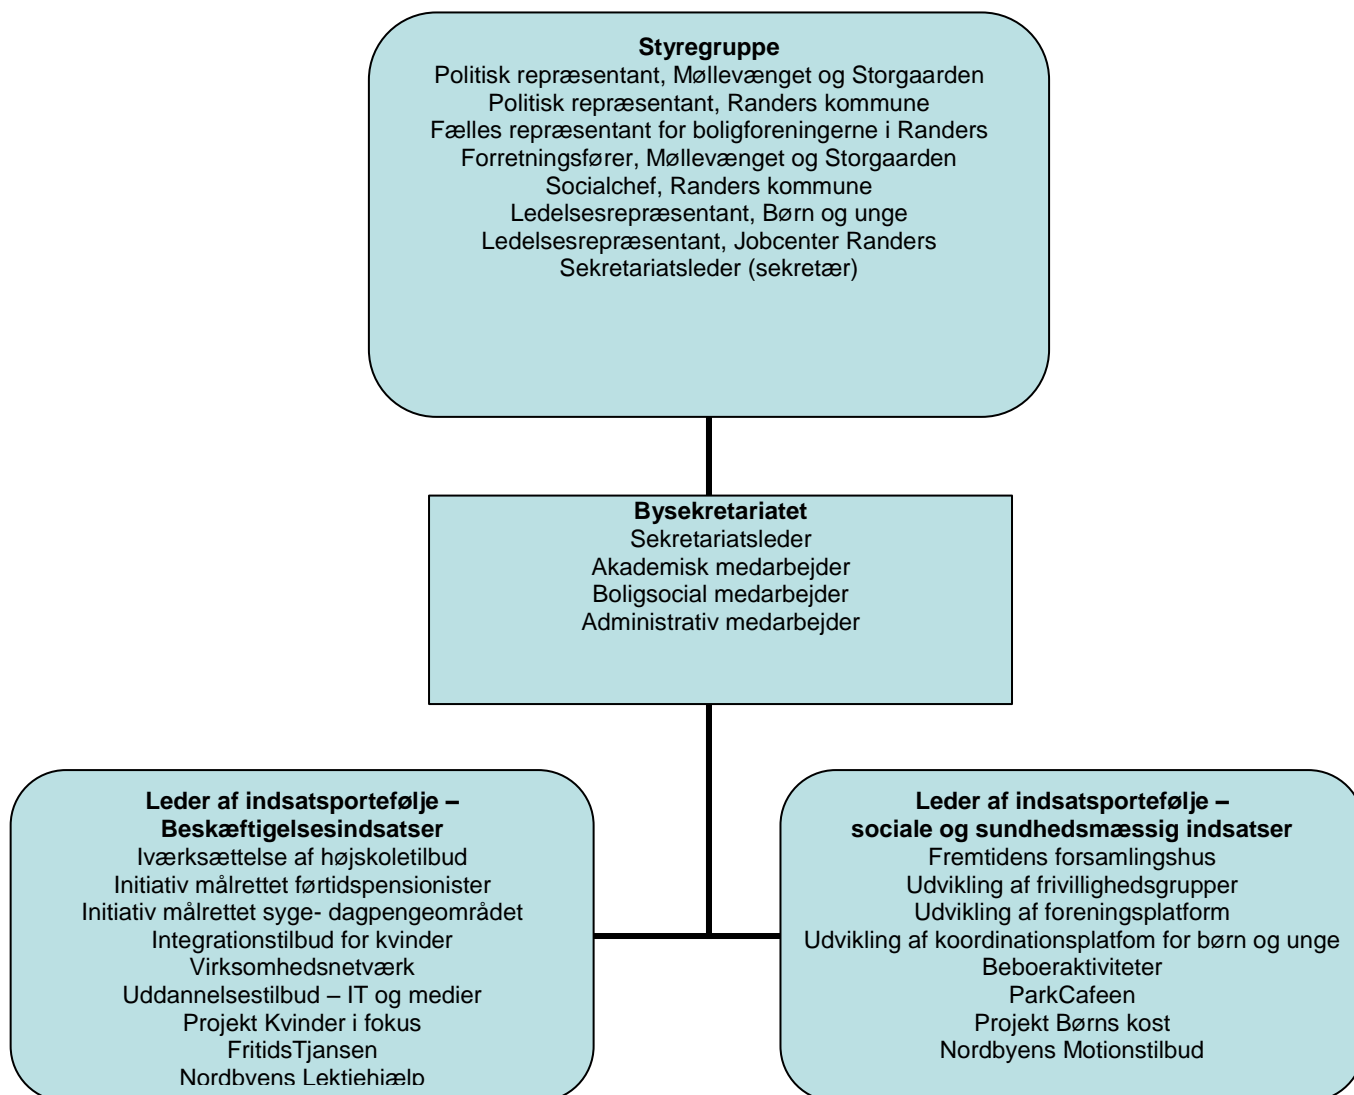 Styregruppe
Politisk repræsentant, Møllevænget og Storgaarden
Politisk repræsentant, Randers kommune
Fælles repræsentant for boligforeningerne i Randers
Forretningsfører, Møllevænget og Storgaarden
Socialchef, Randers kommune
Ledelsesrepræsentant, Børn og unge
Ledelsesrepræsentant, Jobcenter Randers
Sekretariatsleder (sekretær)
Bysekretariatet
Sekretariatsleder
Akademisk medarbejder
Boligsocial medarbejder
Administrativ medarbejder
Leder af indsatsportefølje –
Beskæftigelsesindsatser
Iværksættelse af højskoletilbud
Initiativ målrettet førtidspensionister
Initiativ målrettet syge- dagpengeområdet
Integrationstilbud for kvinder
Virksomhedsnetværk
Uddannelsestilbud – IT og medier
Projekt Kvinder i fokus
FritidsTjansen
Nordbyens Lektiehjælp
Leder af indsatsportefølje –
sociale og sundhedsmæssig indsatser
Fremtidens forsamlingshus
Udvikling af frivillighedsgrupper
Udvikling af foreningsplatform
Udvikling af koordinationsplatfom for børn og unge
Beboeraktiviteter
ParkCafeen
Projekt Børns kost
Nordbyens Motionstilbud